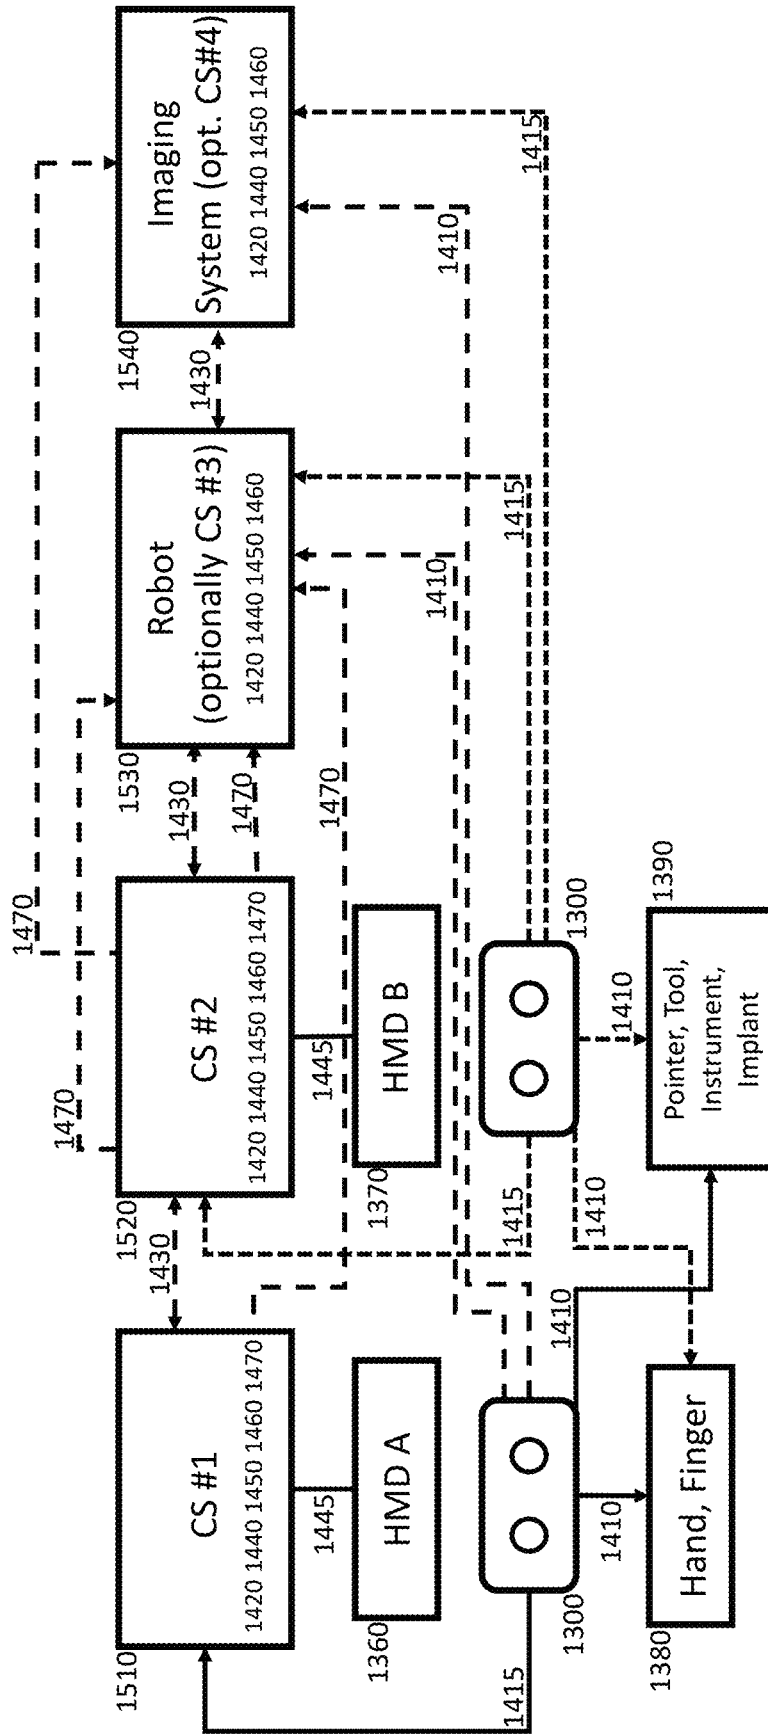 1470
1470
1510
1520
1530
1540
CS #1
1420 1440 1450 1460 1470
1430
CS #2
1420 1440 1450 1460 1470
1430
1470
Robot
(optionally CS #3)
1420 1440 1450 1460
1430
Imaging
System (opt. CS#4)
1420 1440 1450 1460
1445
1445
1470
1360
HMD A
1370
HMD B
1410
1410
1415
1300
1415
1300
1415
1415
1410
1410
1410
1410
1380
Hand, Finger
1390
Pointer, Tool,
Instrument,
Implant